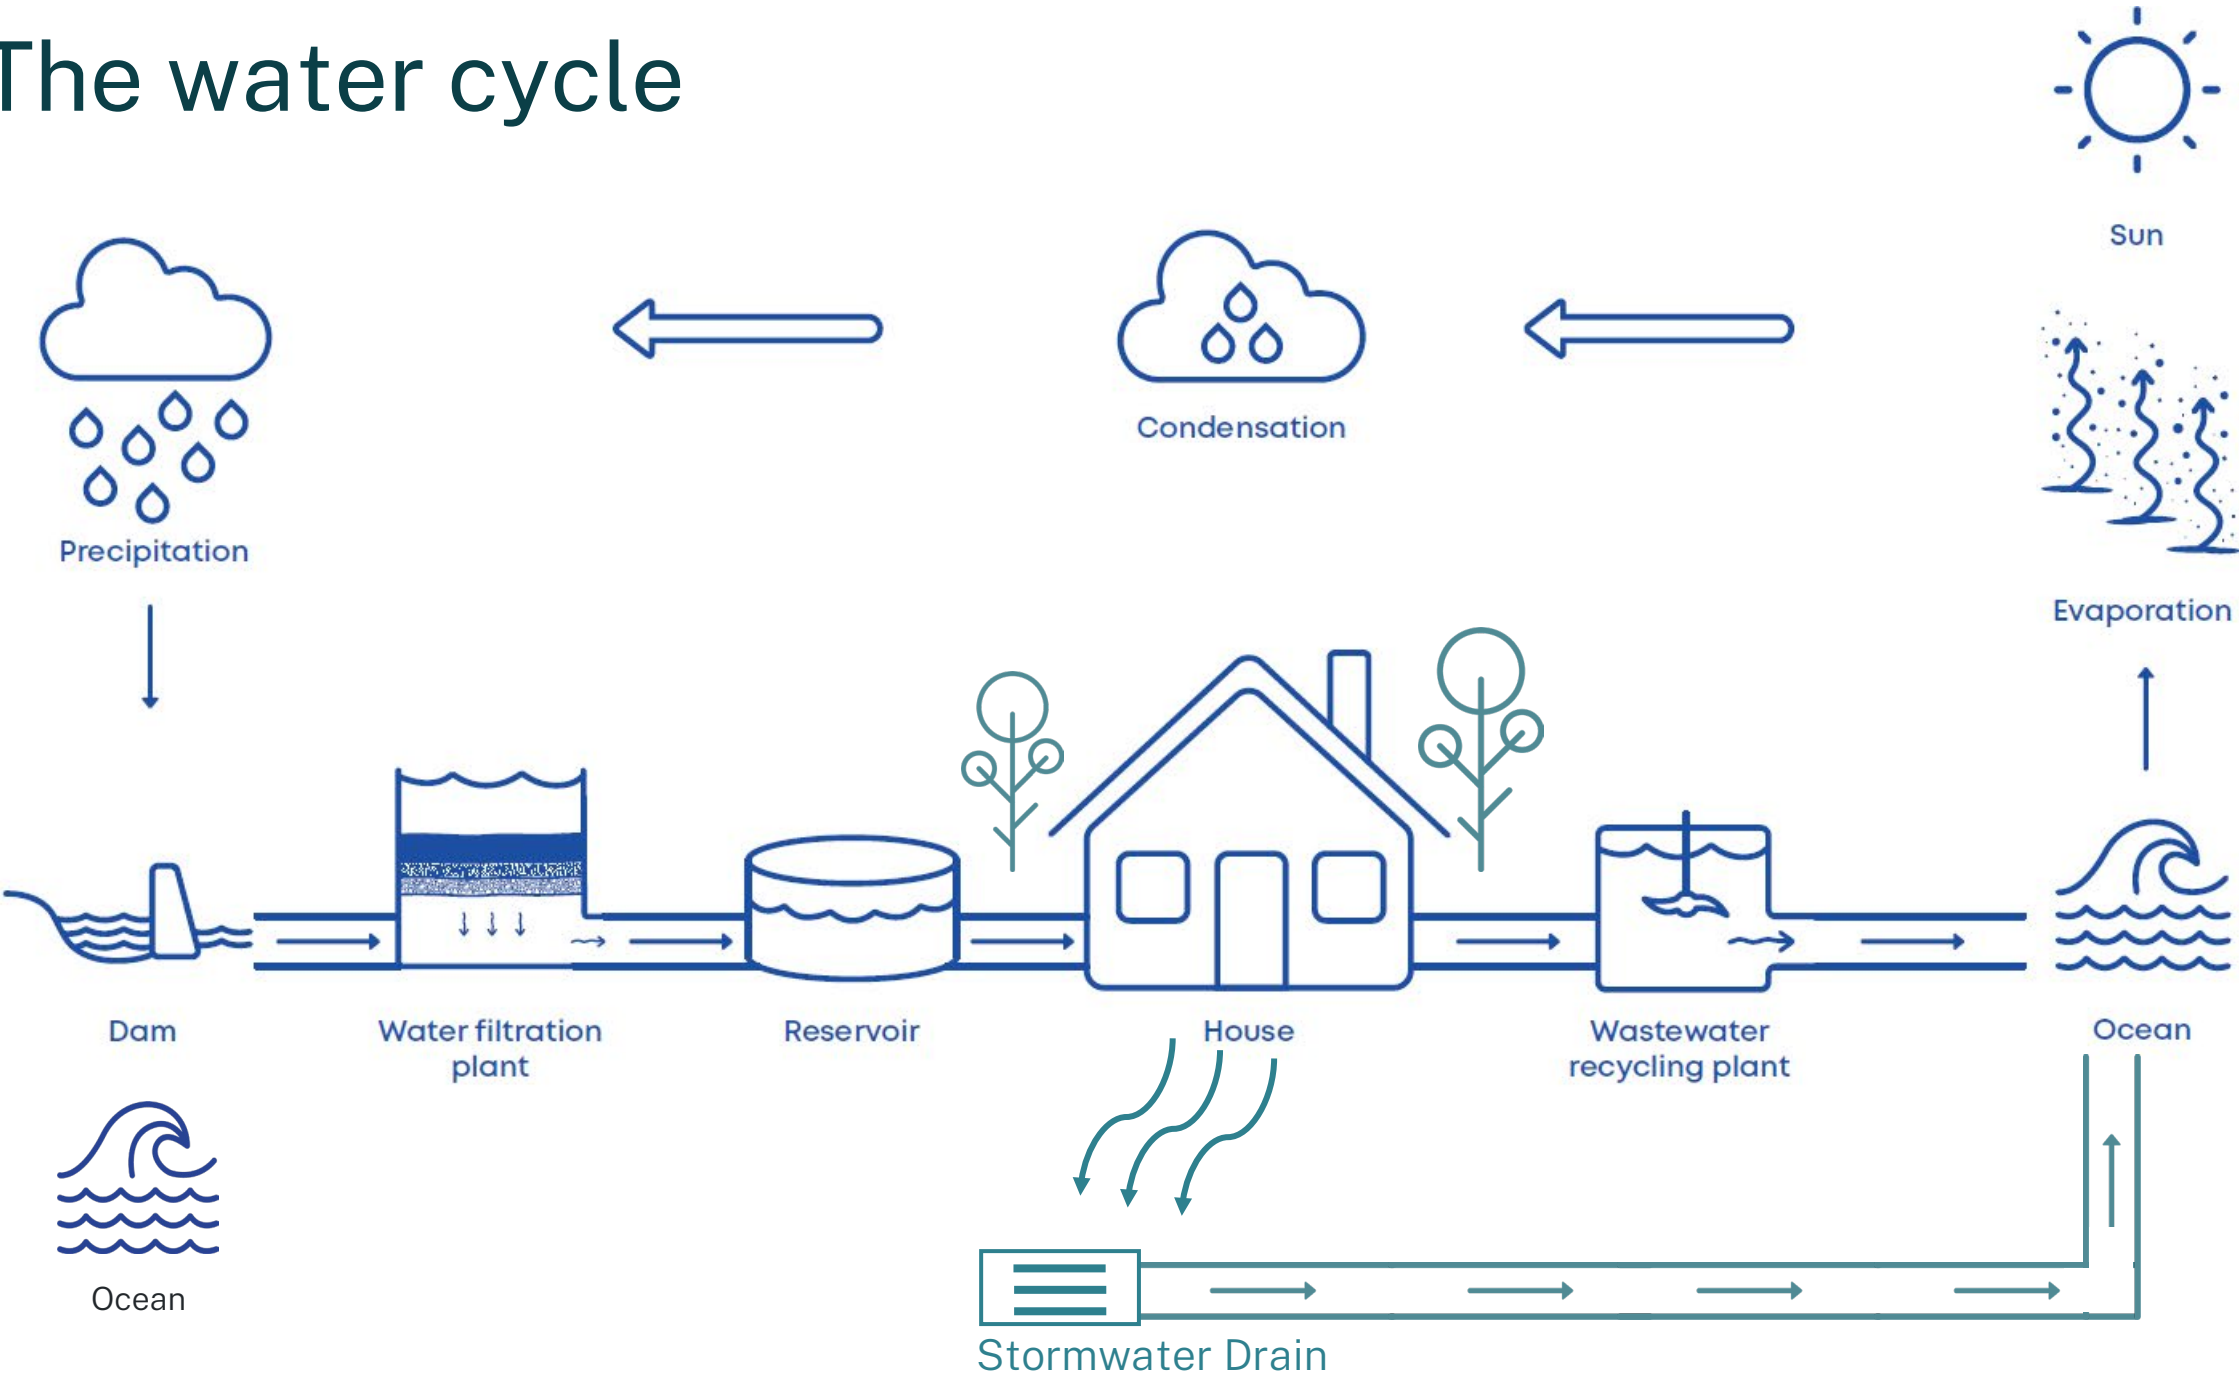 The water cycle
Sun
Condensation
Precipitation
Evaporation
Dam
Water filtration
plant
Reservoir
House
Wastewater
recycling plant
Ocean
Ocean
Stormwater Drain